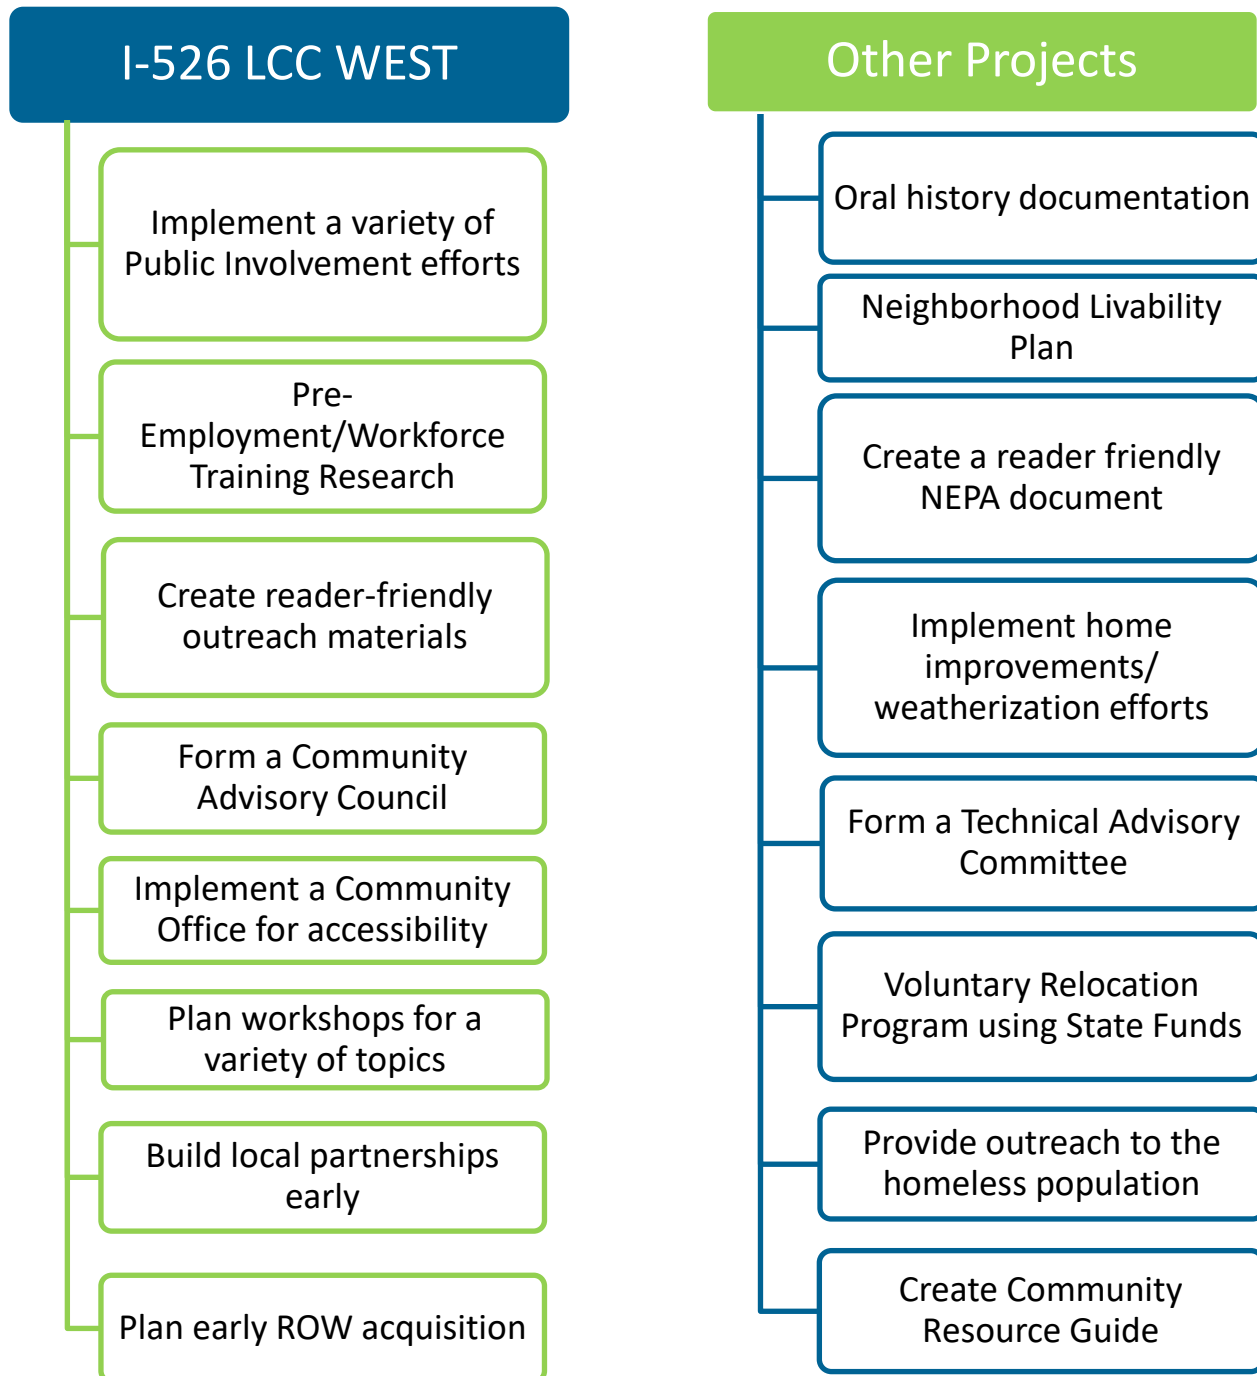 I-526 LCC WEST
Implement a variety of
Public Involvement efforts
Pre-
Employment/Workforce
Training Research
Create reader-friendly
outreach materials
Form a Community
Advisory Council
Implement a Community
Office for accessibility
Plan workshops for a
variety of topics
Build local partnerships
early
Plan early ROW acquisition
Other Projects
Oral history documentation
Neighborhood Livability
Plan
Create a reader friendly
NEPA document
Implement home
improvements/
weatherization efforts
Form a Technical Advisory
Committee
Voluntary Relocation
Program using State Funds
Provide outreach to the
homeless population
Create Community
Resource Guide